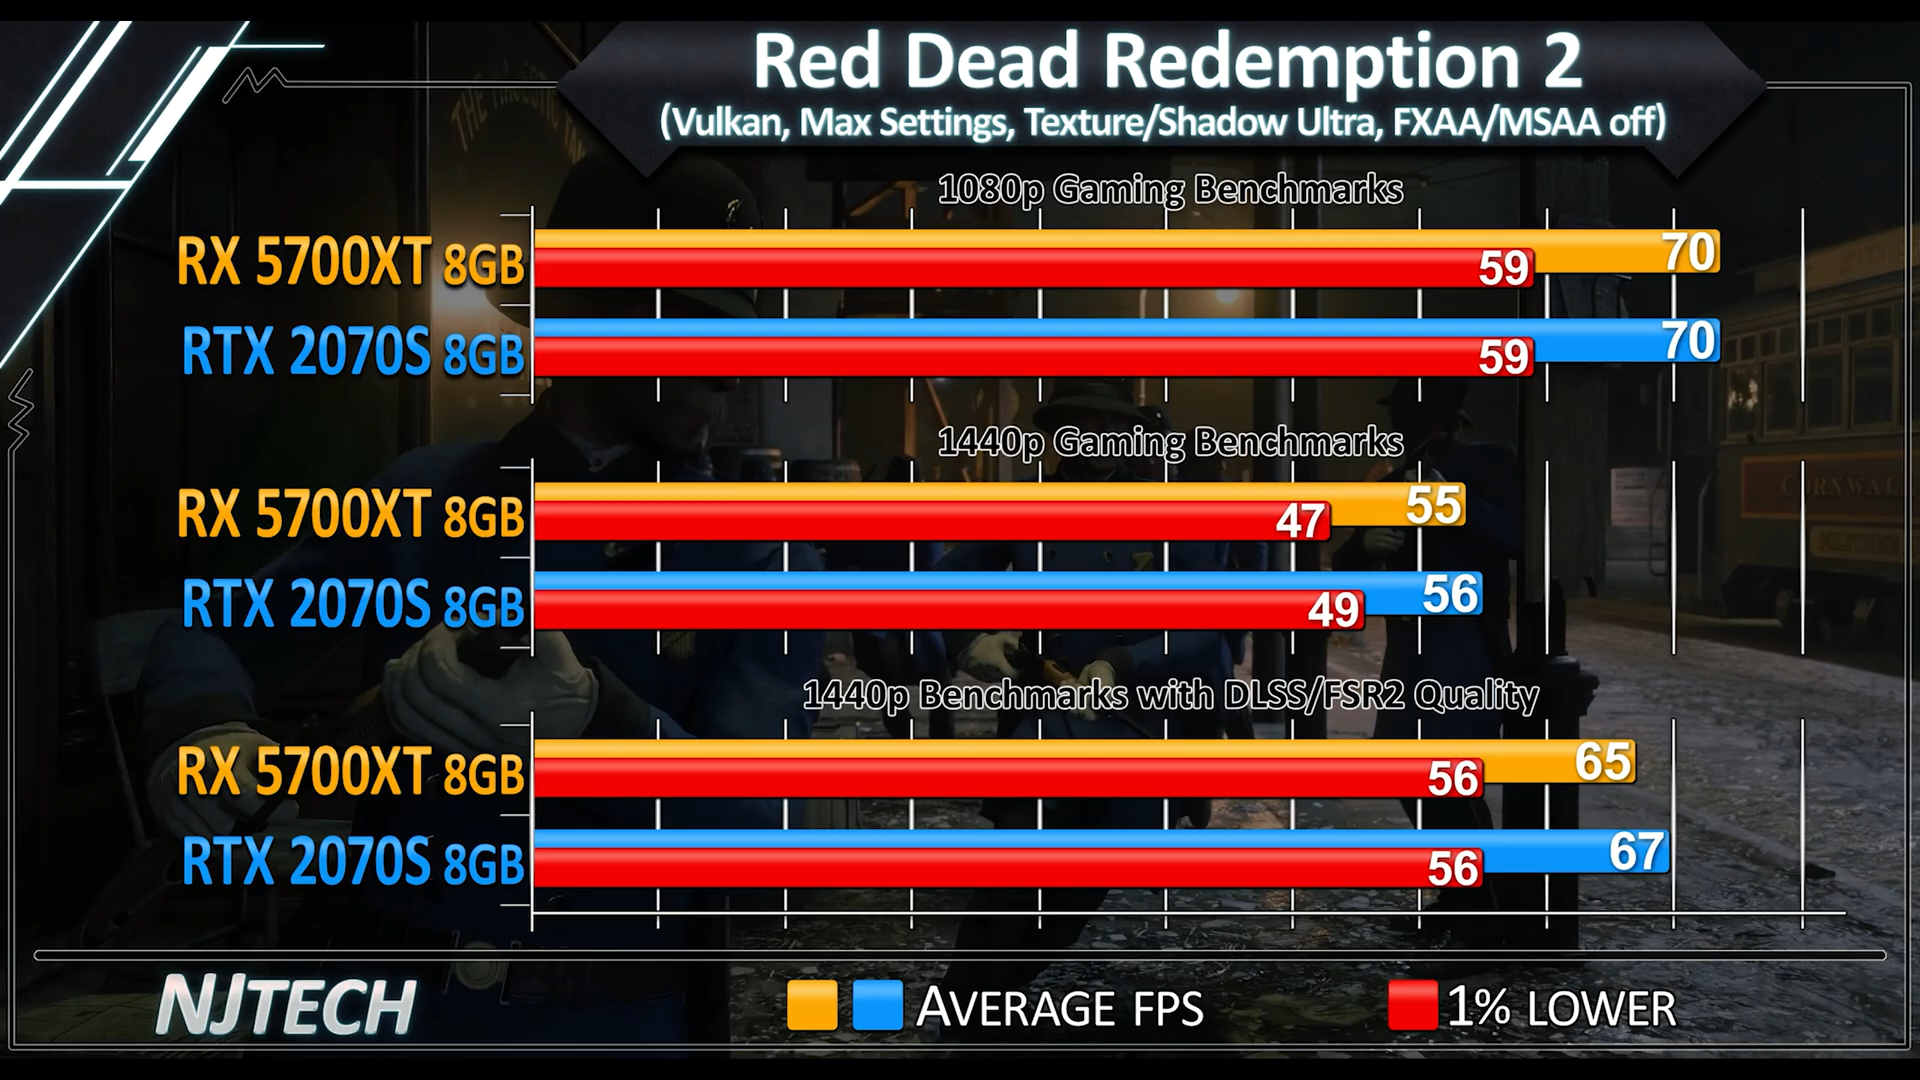 Red Dead Redemption 2
(Vulkan, Max Settings, Texture/Shadow Ultra, FXAA/MSAA off)
1080p Gaming Benchmarks
RX 5700XT 8GB
70
59
RTX 2070S 8GB
70
59
1440p Gaming Benchmarks
RX 5700XT 8GB
55
47
RTX 2070S 8GB
56
49
1440p Benchmarks with DLSS/FSR2 Quality
RX 5700XT 8GB
65
56
RTX 2070S 8GB
67
56
NJTECH
AVERAGE FPS
1% LOWER